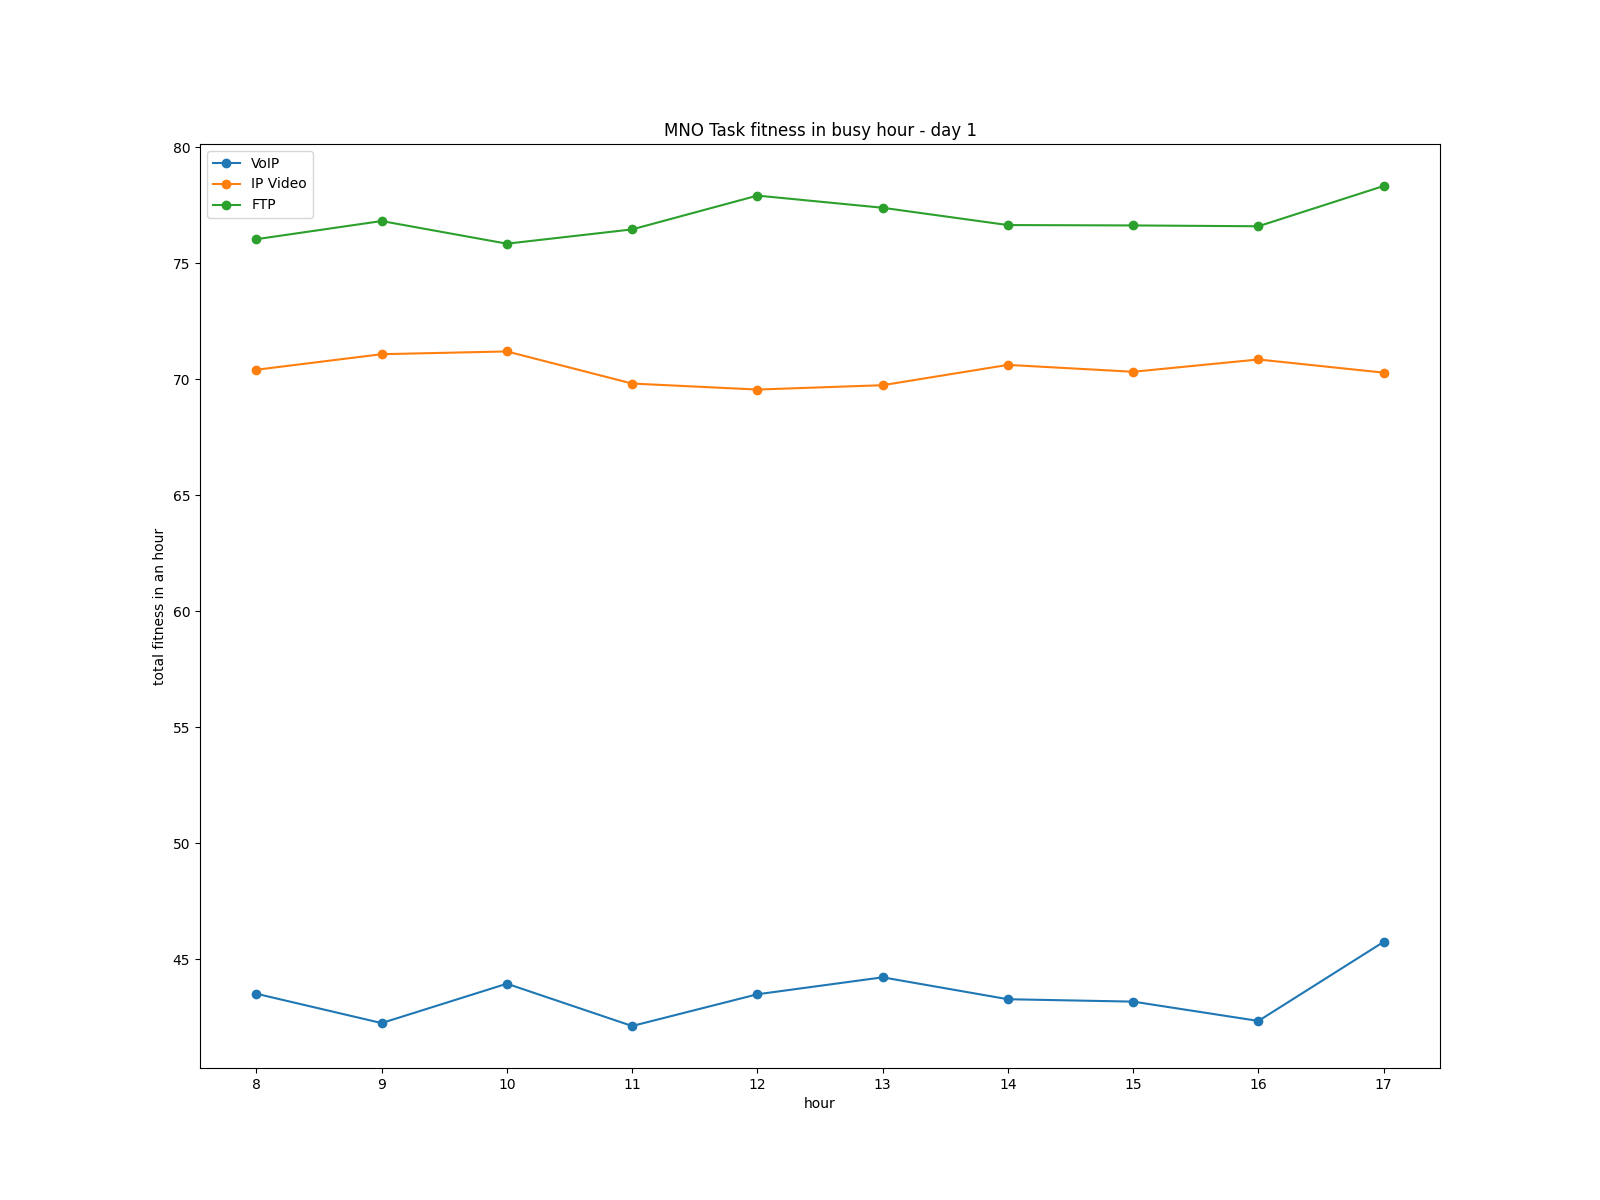 MNO Task fitness in busy hour - day 1
VoIP
IP Video
FTP
80
75
70
65
60
55
50
45
total fitness in an hour
8 9 10 11 12 13 14 15 16 17
hour